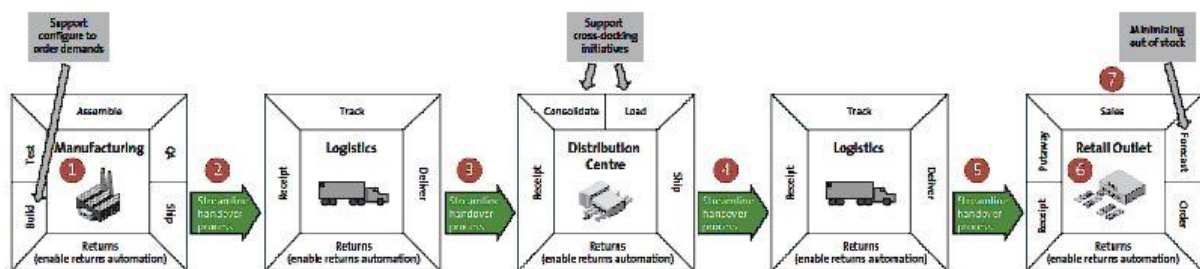 Support
configure to
order demands
Support
cross-docking
initiatives
Minimizing
out of stock
Assemble
Test
Manufacturing
1
QA
Build
Ship
Returns
(enable returns automation)
2
Streamline
handover
process
Track
Receipt
Logistics
Deliver
Returns
(enable returns automation)
3
Streamline
handover
process
Consolidate
Load
Receipt
Distribution
Centre
Ship
Returns
(enable returns automation)
4
Streamline
handover
process
Track
Receipt
Logistics
Deliver
Returns
(enable returns automation)
5
Streamline
handover
process
7
Sales
Putaway
Retail Outlet
6
Forecast
Receipt
Order
Returns
(enable returns automation)